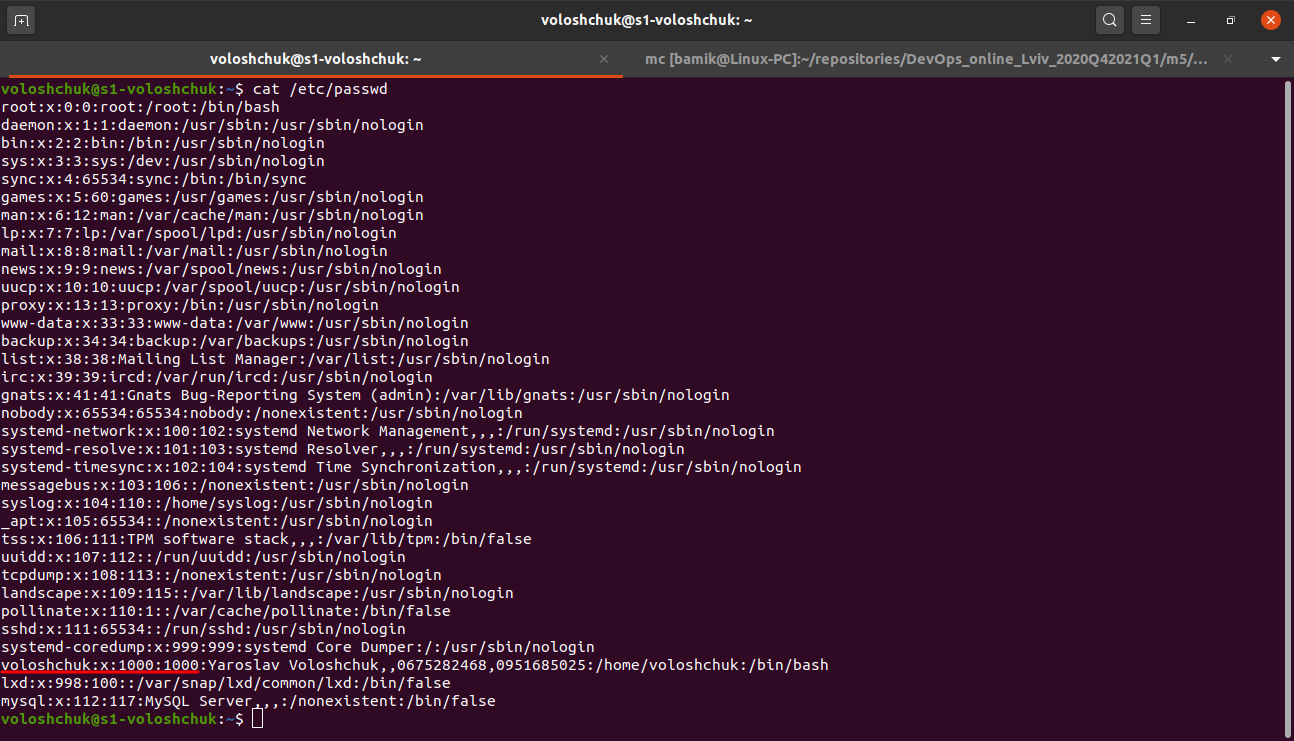 voloshchuk@s1-voloshchuk: ~
voloshchuk@s1-voloshchuk: ~
mc [bamik@Linux-PC]:~/repositories/DevOps_online_Lviv_2020Q42021Q1/m5/...
voloshchuk@s1-voloshchuk:~$ cat /etc/passwd
root:x:0:0:root:/root:/bin/bash
daemon:x:1:1:daemon:/usr/sbin:/usr/sbin/nologin
bin:x:2:2:bin:/bin:/usr/sbin/nologin
sys:x:3:3:sys:/dev:/usr/sbin/nologin
sync:x:4:65534:sync:/bin:/bin/sync
games:x:5:60:games:/usr/games:/usr/sbin/nologin
man:x:6:12:man:/var/cache/man:/usr/sbin/nologin
lp:x:7:7:lp:/var/spool/lpd:/usr/sbin/nologin
mail:x:8:8:mail:/var/mail:/usr/sbin/nologin
news:x:9:9:news:/var/spool/news:/usr/sbin/nologin
uucp:x:10:10:uucp:/var/spool/uucp:/usr/sbin/nologin
proxy:x:13:13:proxy:/bin:/usr/sbin/nologin
www-data:x:33:33:www-data:/var/www:/usr/sbin/nologin
backup:x:34:34:backup:/var/backups:/usr/sbin/nologin
list:x:38:38:Mailing List Manager:/var/list:/usr/sbin/nologin
irc:x:39:39:ircd:/var/run/ircd:/usr/sbin/nologin
gnats:x:41:41:Gnats Bug-Reporting System (admin):/var/lib/gnats:/usr/sbin/nologin
nobody:x:65534:65534:nobody:/nonexistent:/usr/sbin/nologin
systemd-network:x:100:102:systemd Network Management,,,:/run/systemd:/usr/sbin/nologin
systemd-resolve:x:101:103:systemd Resolver,,,:/run/systemd:/usr/sbin/nologin
systemd-timesync:x:102:104:systemd Time Synchronization,,,:/run/systemd:/usr/sbin/nologin
messagebus:x:103:106::/nonexistent:/usr/sbin/nologin
syslog:x:104:110::/home/syslog:/usr/sbin/nologin
_apt:x:105:65534::/nonexistent:/usr/sbin/nologin
tss:x:106:111:TPM software stack,,,:/var/lib/tpm:/bin/false
uuidd:x:107:112::/run/uuidd:/usr/sbin/nologin
tcpdump:x:108:113::/nonexistent:/usr/sbin/nologin
landscape:x:109:115::/var/lib/landscape:/usr/sbin/nologin
pollinate:x:110:1::/var/cache/pollinate:/bin/false
sshd:x:111:65534::/run/sshd:/usr/sbin/nologin
systemd-coredump:x:999:999:systemd Core Dumper:/:/usr/sbin/nologin
voloshchuk:x:1000:1000:Yaroslav Voloshchuk,,0675282468,0951685025:/home/voloshchuk:/bin/bash
lxd:x:998:100::/var/snap/lxd/common/lxd:/bin/false
mysql:x:112:117:MySQL Server,,,:/nonexistent:/bin/false
voloshchuk@s1-voloshchuk:~$